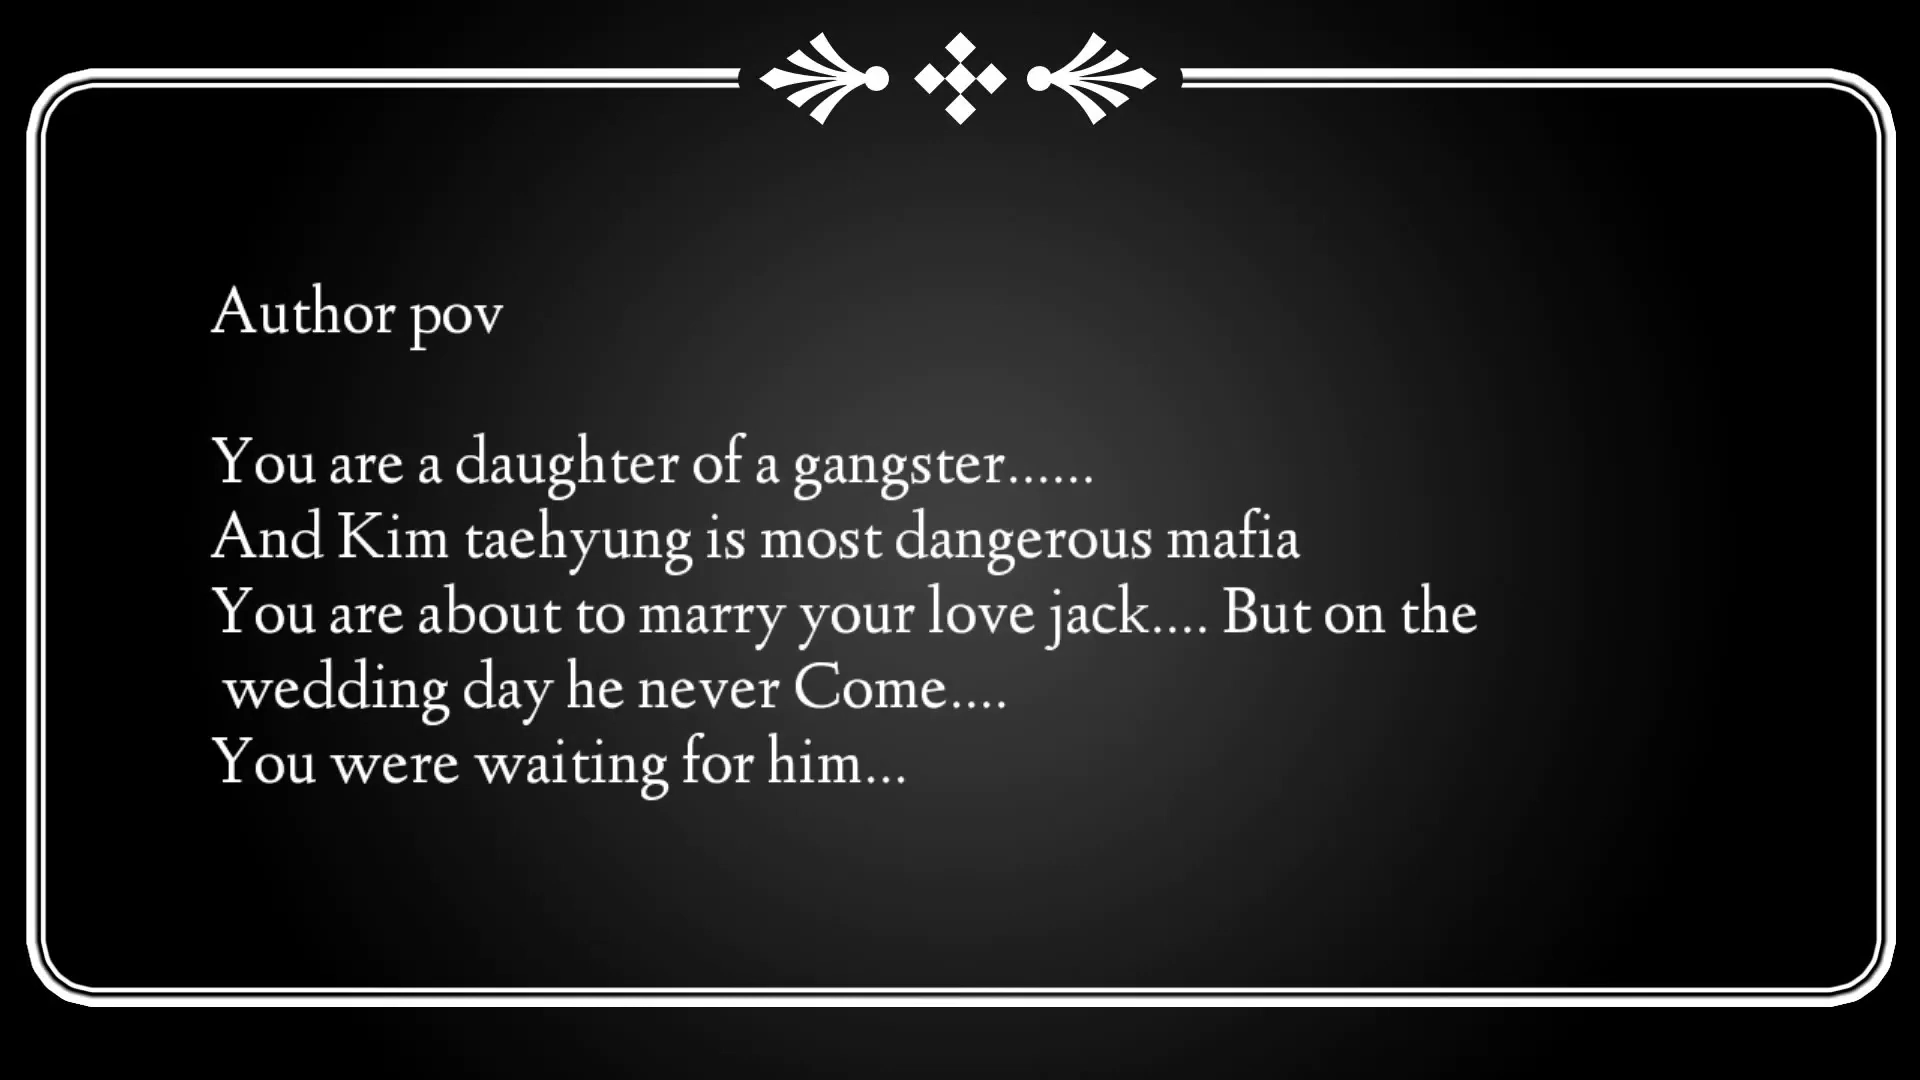 Author pov
You are a daughter of a gangster......
And Kim taehyung is most dangerous mafia
You are about to marry your love jack.... But on the
wedding day he never Come....
You were waiting for him...